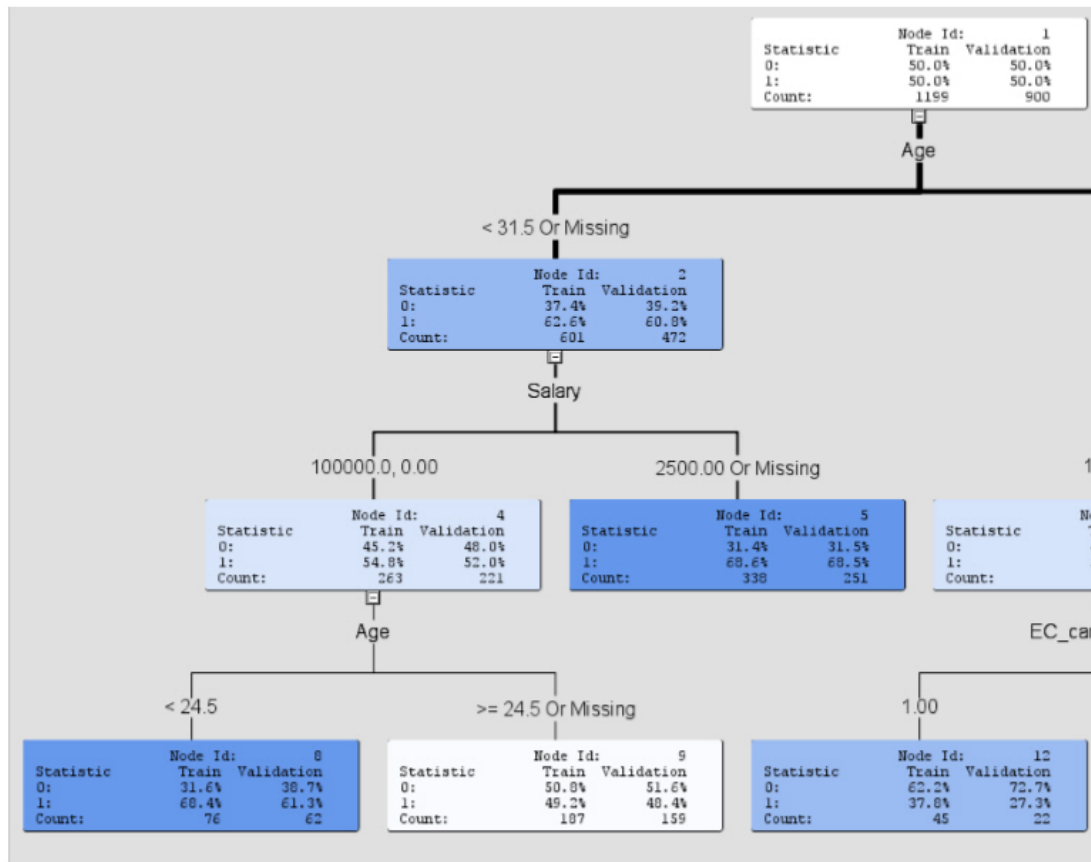 Node Id: 1
Statistic Train Validation
0: 50.0% 50.0%
1: 50.0% 50.0%
Count: 1199 900
Age
< 31.5 Or Missing
Node Id: 2
Statistic Train Validation
0: 37.4% 39.2%
1: 62.6% 60.8%
Count: 601 472
Salary
100000.0, 0.00
2500.00 Or Missing
1
Node Id: 4
Statistic Train Validation
0: 45.2% 48.0%
1: 54.8% 52.0%
Count: 263 221
Node Id: 5
Statistic Train Validation
0: 31.4% 31.5%
1: 68.6% 68.5%
Count: 338 251
Statistic
0:
1:
Count:
Age
EC_ca
< 24.5
>= 24.5 Or Missing
1.00
Node Id: 8
Statistic Train Validation
0: 31.6% 38.7%
1: 68.4% 61.3%
Count: 76 62
Node Id: 9
Statistic Train Validation
0: 50.8% 51.6%
1: 49.2% 48.4%
Count: 187 159
Node Id: 12
Statistic Train Validation
0: 62.2% 72.7%
1: 37.8% 27.3%
Count: 45 22